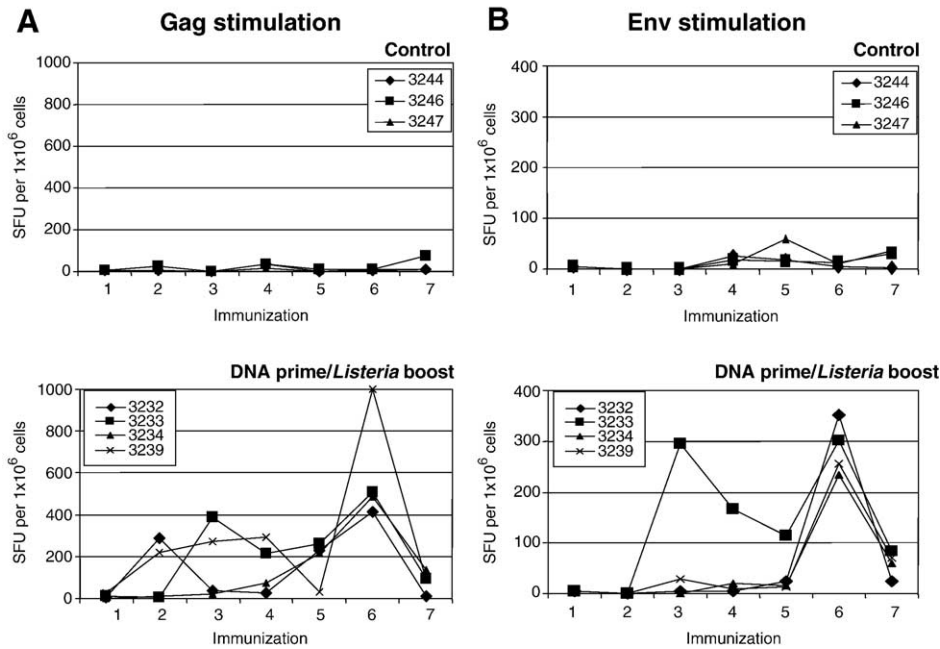 A Gag stimulation
Control
1000
800
600
400
200
0
SFU per 1x10⁶ cells
3244
3246
3247
1 2 3 4 5 6 7
Immunization
B Env stimulation
Control
400
300
200
100
0
SFU per 1x10⁶ cells
3244
3246
3247
1 2 3 4 5 6 7
Immunization
DNA prime/Listeria boost
1000
800
600
400
200
0
SFU per 1x10⁶ cells
3232
3233
3234
3239
1 2 3 4 5 6 7
Immunization
DNA prime/Listeria boost
400
300
200
100
0
SFU per 1x10⁶ cells
3232
3233
3234
3239
1 2 3 4 5 6 7
Immunization